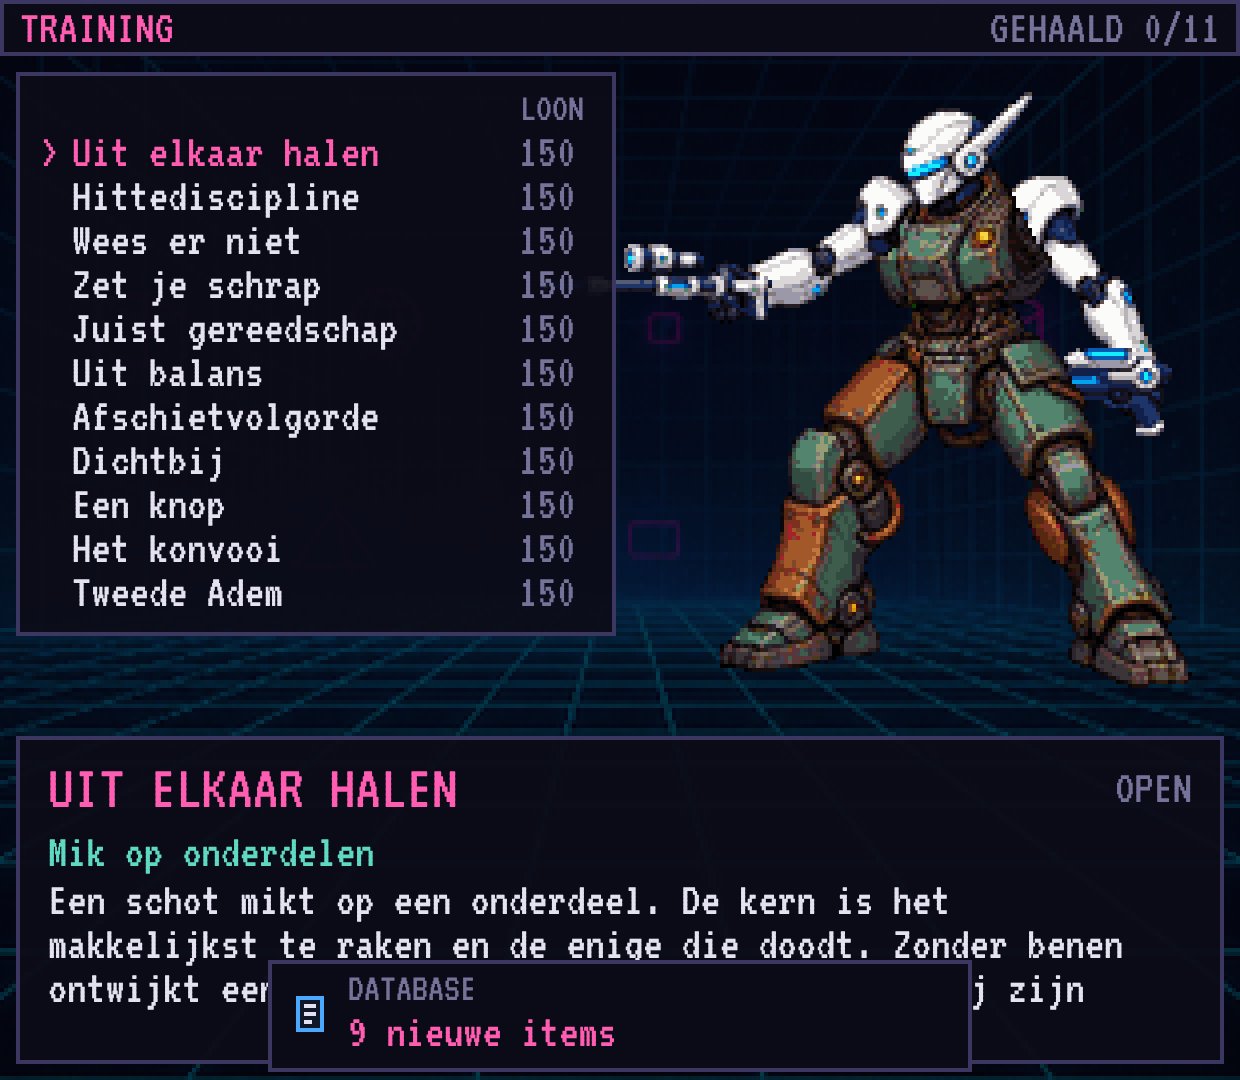 TRAINING
GEHAALD 0/11
LOON
Uit elkaar halen 150
Hittediscipline 150
Wees er niet 150
Zet je schrap 150
Juist gereedschap 150
Uit balans 150
Afschietvolgorde 150
Dichtbij 150
Een knop 150
Het konvooi 150
Tweede Adem 150
UIT ELKAAR HALEN
OPEN
Mik op onderdelen
Een schot mikt op een onderdeel. De kern is het
makkelijkst te raken en de enige die doodt. Zonder benen
ontwijkt zijn
DATABASE
9 nieuwe items